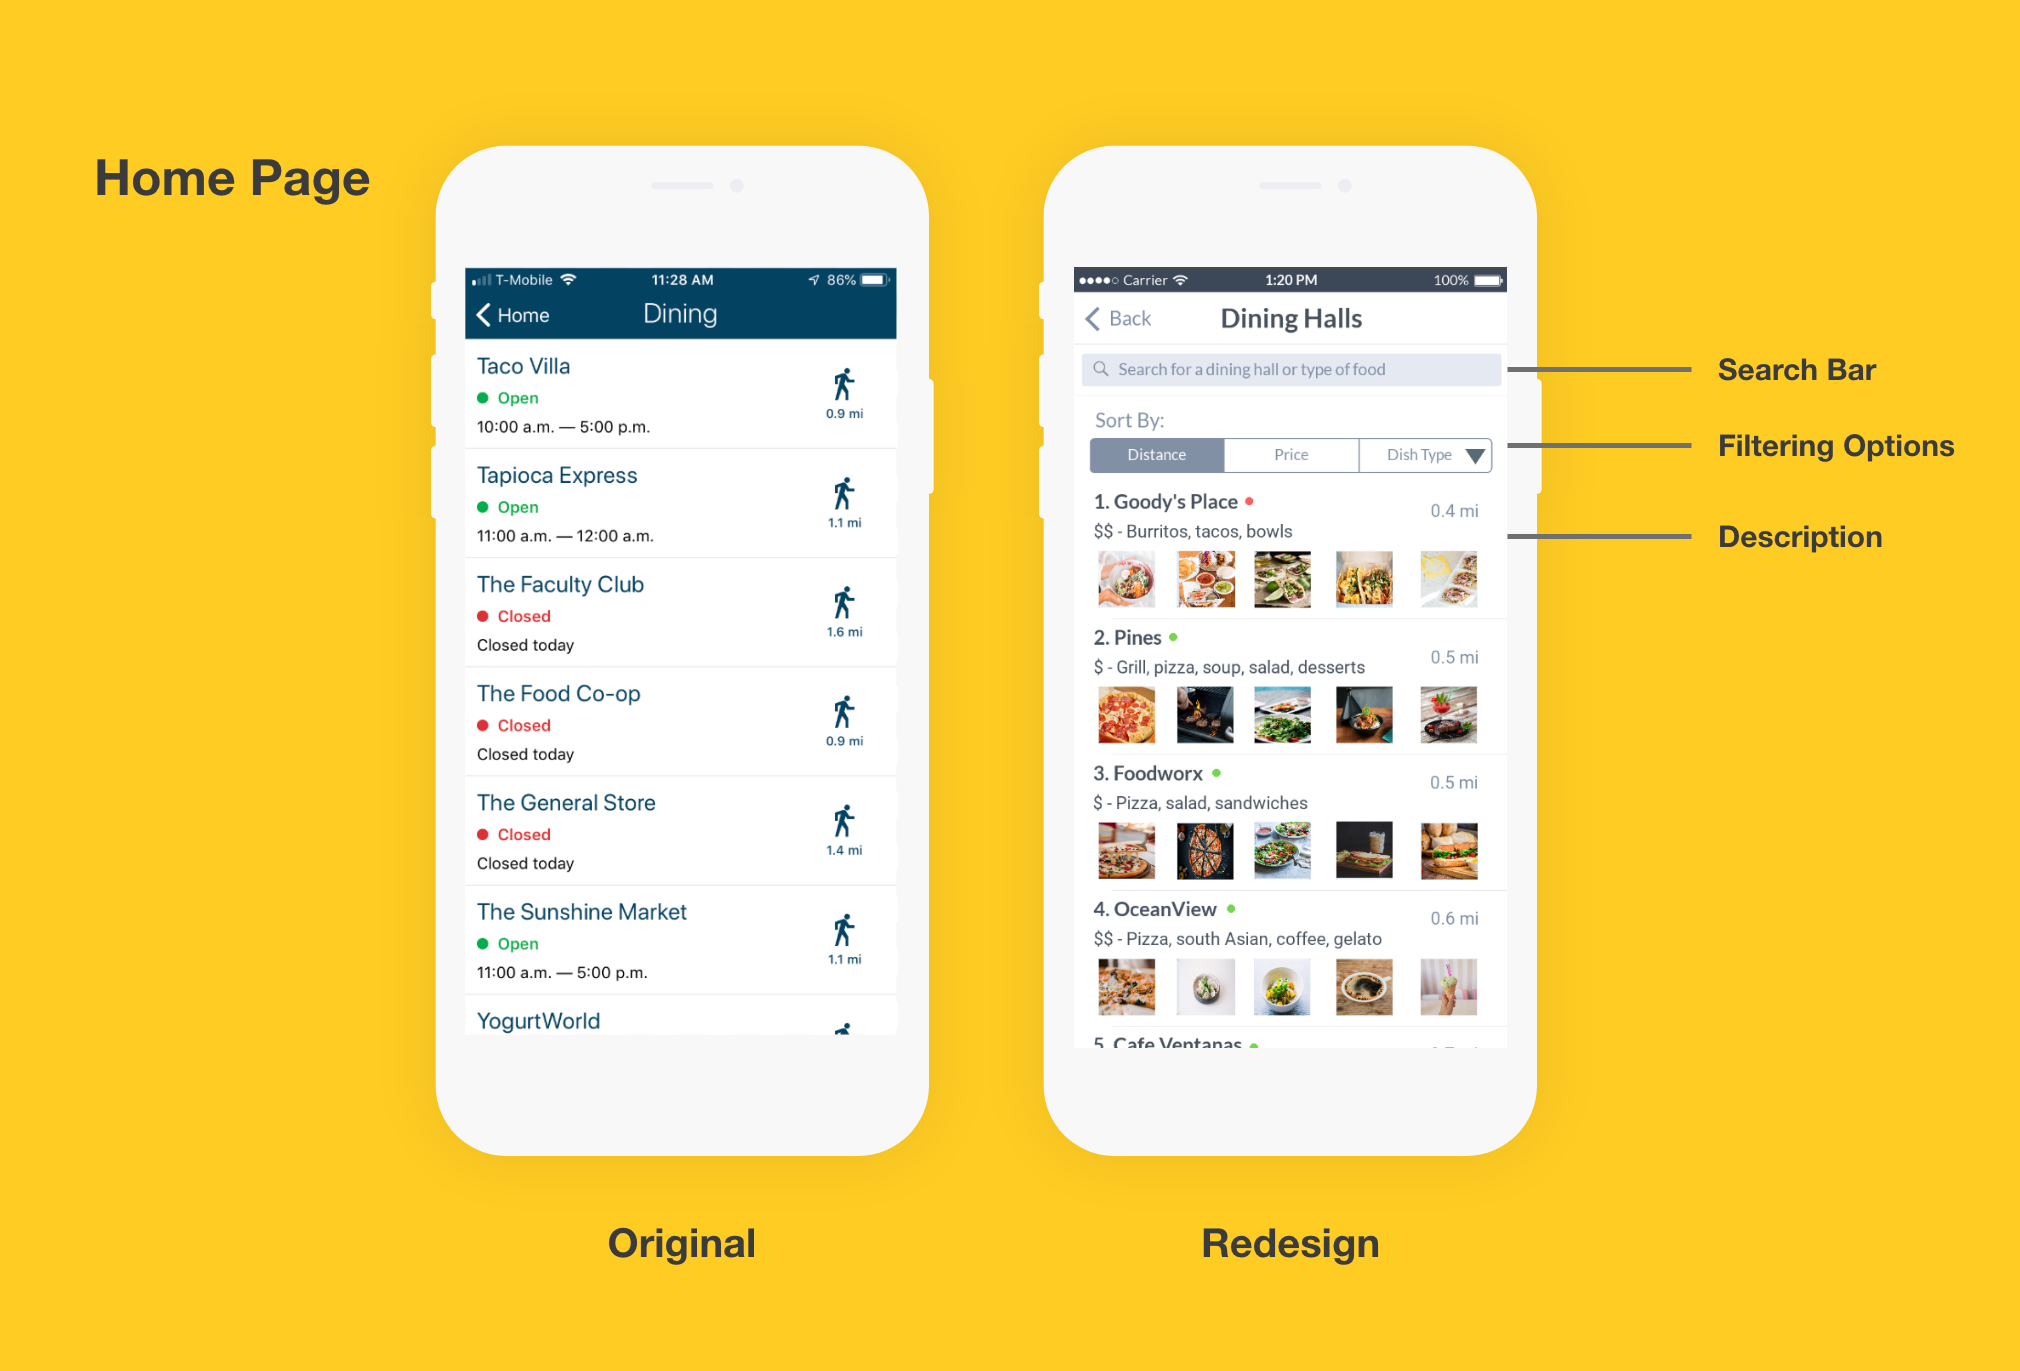 Home Page
T-Mobile 11:28 AM 86%
Home Dining
Taco Villa
Open
10:00 a.m. — 5:00 p.m.
0.9 mi
Tapioca Express
Open
11:00 a.m. — 12:00 a.m.
1.1 mi
The Faculty Club
Closed
Closed today
1.6 mi
The Food Co-op
Closed
Closed today
0.9 mi
The General Store
Closed
Closed today
1.4 mi
The Sunshine Market
Open
11:00 a.m. — 5:00 p.m.
1.1 mi
YogurtWorld
Original
Carrier 1:20 PM 100%
Back Dining Halls
Search for a dining hall or type of food
Sort By:
Distance Price Dish Type
1. Goody's Place 0.4 mi
$$ - Burritos, tacos, bowls
2. Pines 0.5 mi
$ - Grill, pizza, soup, salad, desserts
3. Foodworx 0.5 mi
$ - Pizza, salad, sandwiches
4. OceanView 0.6 mi
$$ - Pizza, south Asian, coffee, gelato
5. Cafe Ventanas
Redesign
Search Bar
Filtering Options
Description